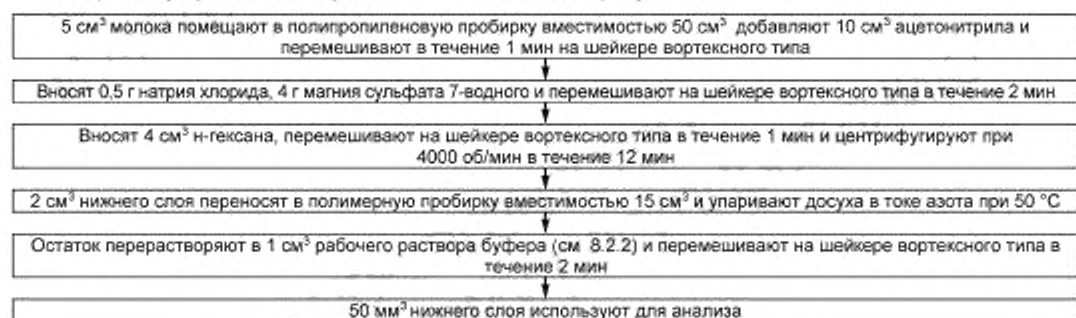 5 см³ молока помещают в полипропиленовую пробирку вместимостью 50 см³ добавляют 10 см³ ацетонитрила и
перемешивают в течение 1 мин на шейкере вортексного типа
Вносят 0,5 г натрия хлорида, 4 г магния сульфата 7-водного и перемешивают на шейкере вортексного типа в течение 2 мин
Вносят 4 см³ н-гексана, перемешивают на шейкере вортексного типа в течение 1 мин и центрифугируют при
4000 об/мин в течение 12 мин
2 см³ нижнего слоя переносят в полимерную пробирку вместимостью 15 см³ и упаривают досуха в токе азота при 50 °С
Остаток перерастворяют в 1 см³ рабочего раствора буфера (см 8.2.2) и перемешивают на шейкере вортексного типа в
течение 2 мин
50 мм³ нижнего слоя используют для анализа